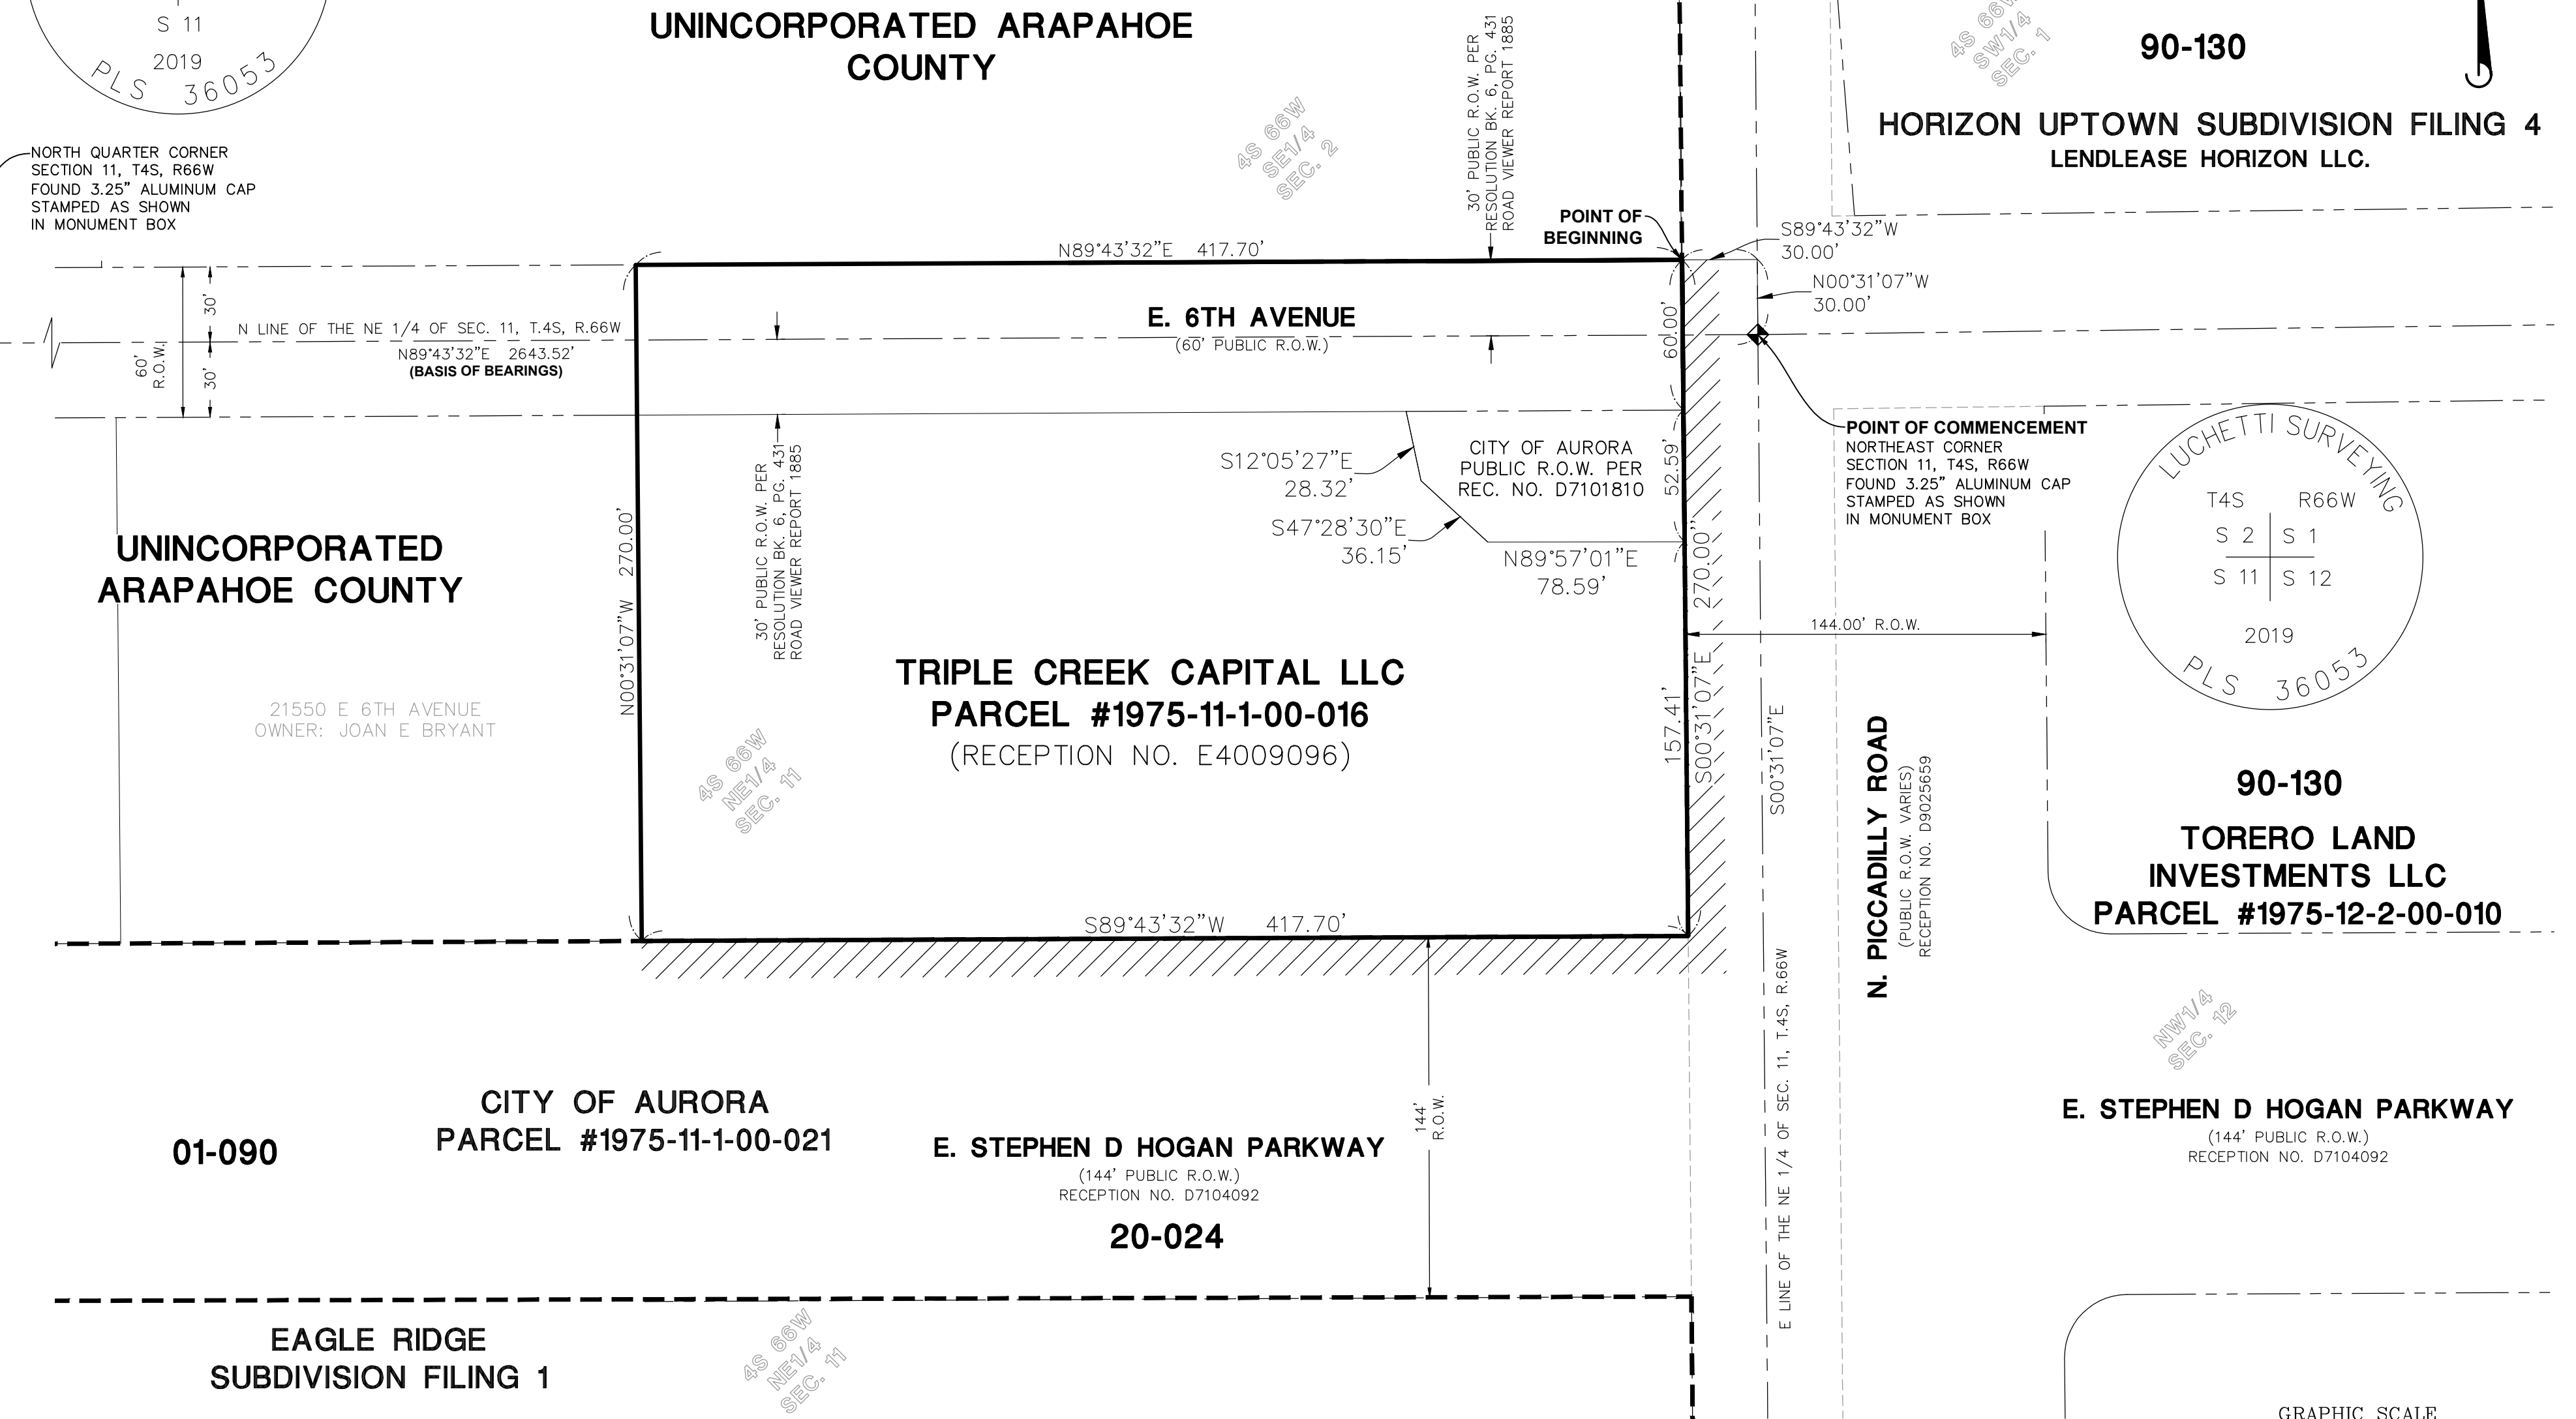 S 11
2019
PLS 36053
UNINCORPORATED ARAPAHOE
COUNTY
4S 66W
SE1/4
SEC. 2
30' PUBLIC R.O.W. PER
RESOLUTION BK. 6, PG. 431
ROAD VIEWER REPORT 1885
4S 66W
SW1/4
SEC. 1
90-130
HORIZON UPTOWN SUBDIVISION FILING 4
LENDLEASE HORIZON LLC.
NORTH QUARTER CORNER
SECTION 11, T4S, R66W
FOUND 3.25" ALUMINUM CAP
STAMPED AS SHOWN
IN MONUMENT BOX
POINT OF
BEGINNING
S89°43'32"W
30.00'
N00°31'07"W
30.00'
N89°43'32"E 417.70'
30'
30'
60'
R.O.W.
N LINE OF THE NE 1/4 OF SEC. 11, T.4S, R.66W
N89°43'32"E 2643.52'
(BASIS OF BEARINGS)
E. 6TH AVENUE
(60' PUBLIC R.O.W.)
60.00'
POINT OF COMMENCEMENT
NORTHEAST CORNER
SECTION 11, T4S, R66W
FOUND 3.25" ALUMINUM CAP
STAMPED AS SHOWN
IN MONUMENT BOX
LUCHETTI SURVEYING
T4S R66W
S 2 S 1
S 11 S 12
2019
PLS 36053
30' PUBLIC R.O.W. PER
RESOLUTION BK. 6, PG. 431
ROAD VIEWER REPORT 1885
S12°05'27"E
28.32'
CITY OF AURORA
PUBLIC R.O.W. PER
REC. NO. D7101810
52.59'
S47°28'30"E
36.15'
N89°57'01"E
78.59'
UNINCORPORATED
ARAPAHOE COUNTY
N00°31'07"W 270.00'
S00°31'07"E 270.00''
157.41'
144.00' R.O.W.
21550 E 6TH AVENUE
OWNER: JOAN E BRYANT
TRIPLE CREEK CAPITAL LLC
PARCEL #1975-11-1-00-016
(RECEPTION NO. E4009096)
4S 66W
NE1/4
SEC. 11
S00°31'07"E
N. PICCADILLY ROAD
(PUBLIC R.O.W. VARIES)
RECEPTION NO. D9025659
90-130
TORERO LAND
INVESTMENTS LLC
PARCEL #1975-12-2-00-010
S89°43'32"W 417.70'
E LINE OF THE NE 1/4 OF SEC. 11, T.4S, R.66W
NW1/4
SEC. 12
CITY OF AURORA
PARCEL #1975-11-1-00-021
01-090
E. STEPHEN D HOGAN PARKWAY
(144' PUBLIC R.O.W.)
RECEPTION NO. D7104092
20-024
144'
R.O.W.
E. STEPHEN D HOGAN PARKWAY
(144' PUBLIC R.O.W.)
RECEPTION NO. D7104092
EAGLE RIDGE
SUBDIVISION FILING 1
4S 66W
NE1/4
SEC. 11
GRAPHIC SCALE